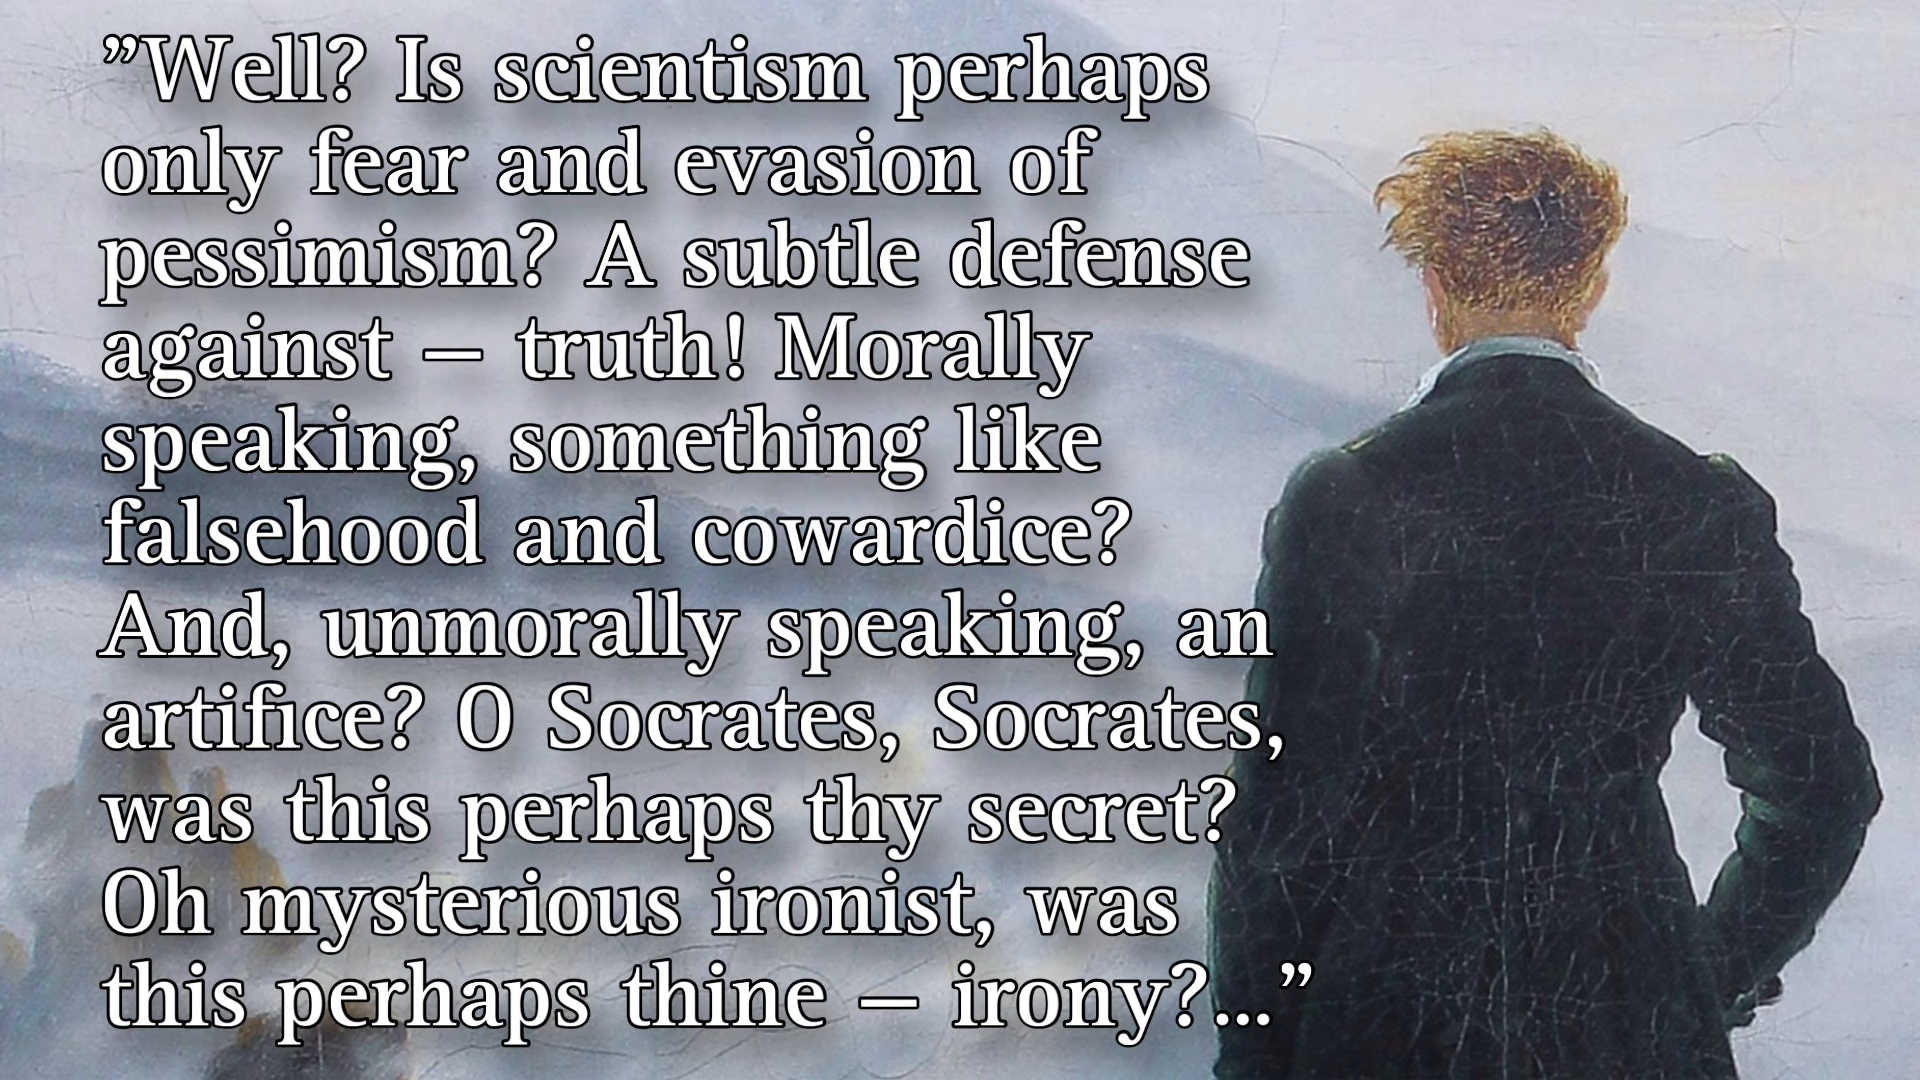 ”Well? Is scientism perhaps
only fear and evasion of
pessimism? A subtle defense
against – truth! Morally
speaking, something like
falsehood and cowardice?
And, unmorally speaking, an
artifice? O Socrates, Socrates,
was this perhaps thy secret?
Oh mysterious ironist, was
this perhaps thine – irony?...”